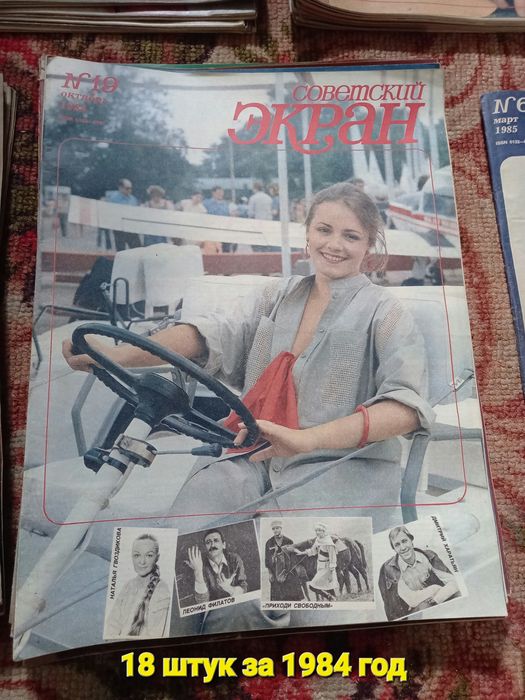 №19
ОКТЯБРЬ
СОВЕТСКИЙ
ЭКРАН
№6
март
1985
НАТАЛЬЯ ГВОЗДИКОВА
ЛЕОНИД ФИЛАТОВ
«ПРИХОДИ СВОБОДНЫМ»
ДМИТРИЙ ХАРАТЬЯН
18 штук за 1984 год